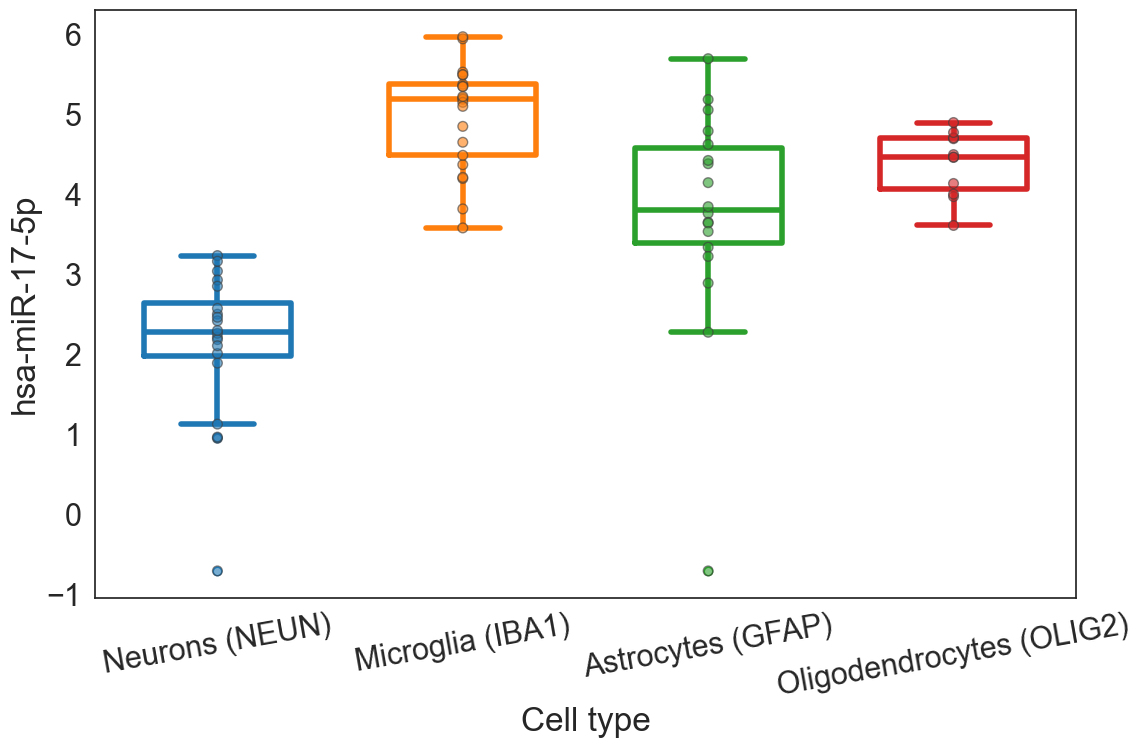 hsa-miR-17-5p
6
5
4
3
2
1
0
−1
Neurons (NEUN)
Microglia (IBA1)
Astrocytes (GFAP)
Oligodendrocytes (OLIG2)
Cell type